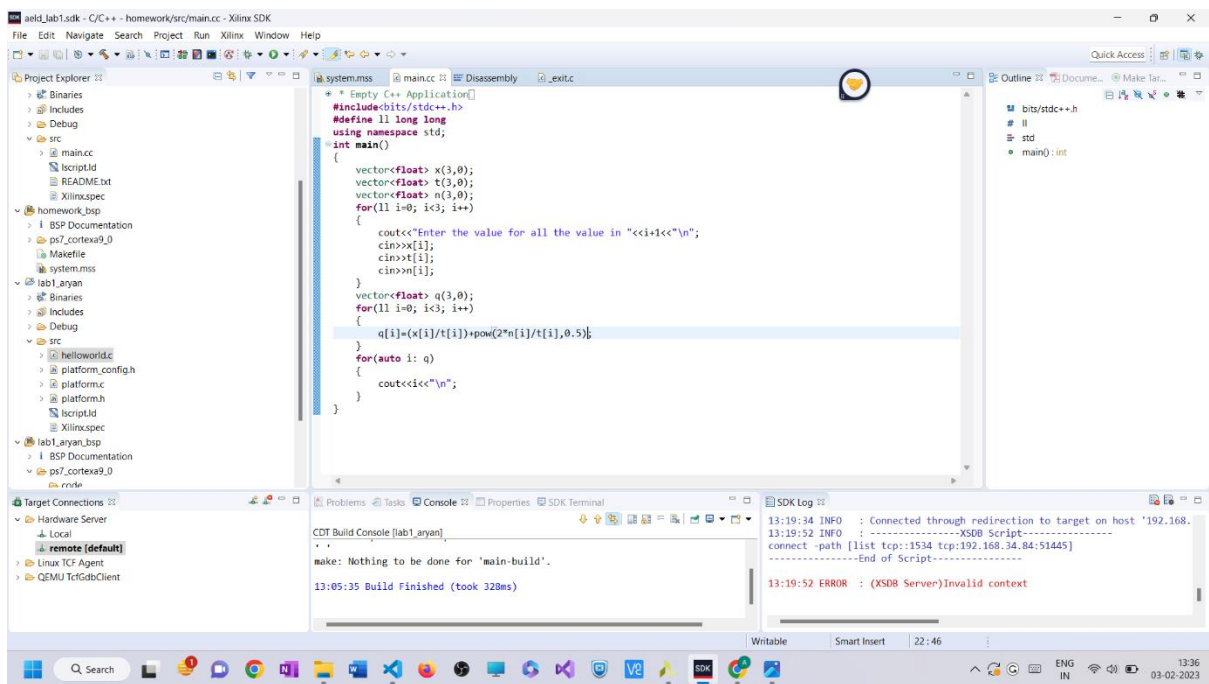 aeld_lab1.sdk - C/C++ - homework/src/main.cc - Xilinx SDK
File Edit Navigate Search Project Run Xilinx Window Help
Quick Access
Project Explorer
Binaries
Includes
Debug
src
main.cc
lscript.ld
README.txt
Xilinx.spec
homework_bsp
BSP Documentation
ps7_cortexa9_0
Makefile
system.mss
lab1_aryan
Binaries
Includes
Debug
src
helloworld.c
platform_config.h
platform.c
platform.h
lscript.ld
Xilinx.spec
lab1_aryan_bsp
BSP Documentation
ps7_cortexa9_0
code
system.mss main.cc Disassembly _exit.c
* Empty C++ Application
#include<bits/stdc++.h>
#define ll long long
using namespace std;
int main()
{
vector<float> x(3,0);
vector<float> t(3,0);
vector<float> n(3,0);
for(ll i=0; i<3; i++)
{
cout<<"Enter the value for all the value in "<<i+1<<"\n";
cin>>x[i];
cin>>t[i];
cin>>n[i];
}
vector<float> q(3,0);
for(ll i=0; i<3; i++)
{
q[i]=(x[i]/t[i])+pow(2*n[i]/t[i],0.5);
}
for(auto i: q)
{
cout<<i<<"\n";
}
}
Outline Docume... Make Tar...
bits/stdc++.h
# ll
std
main() : int
Target Connections
Hardware Server
Local
remote [default]
Linux TCF Agent
QEMU TcfGdbClient
Problems Tasks Console Properties SDK Terminal
CDT Build Console [lab1_aryan]
make: Nothing to be done for 'main-build'.
13:05:35 Build Finished (took 328ms)
SDK Log
13:19:34 INFO : Connected through redirection to target on host '192.168.
13:19:52 INFO : ----------------XSDB Script----------------
connect -path [list tcp::1534 tcp:192.168.34.84:51445]
----------------End of Script----------------
13:19:52 ERROR : (XSDB Server)Invalid context
Writable Smart Insert 22 : 46
Search
SDK
ENG
IN
13:36
03-02-2023